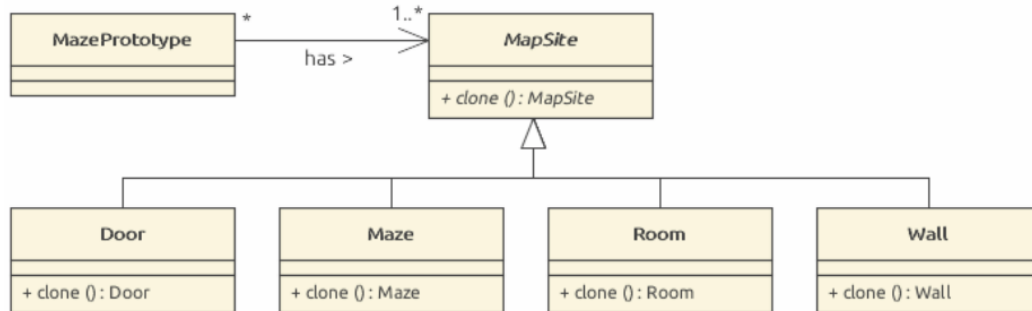 * 1..*
MazePrototype MapSite
has >
+ clone () : MapSite
Door Maze Room Wall
+ clone () : Door + clone () : Maze + clone () : Room + clone () : Wall